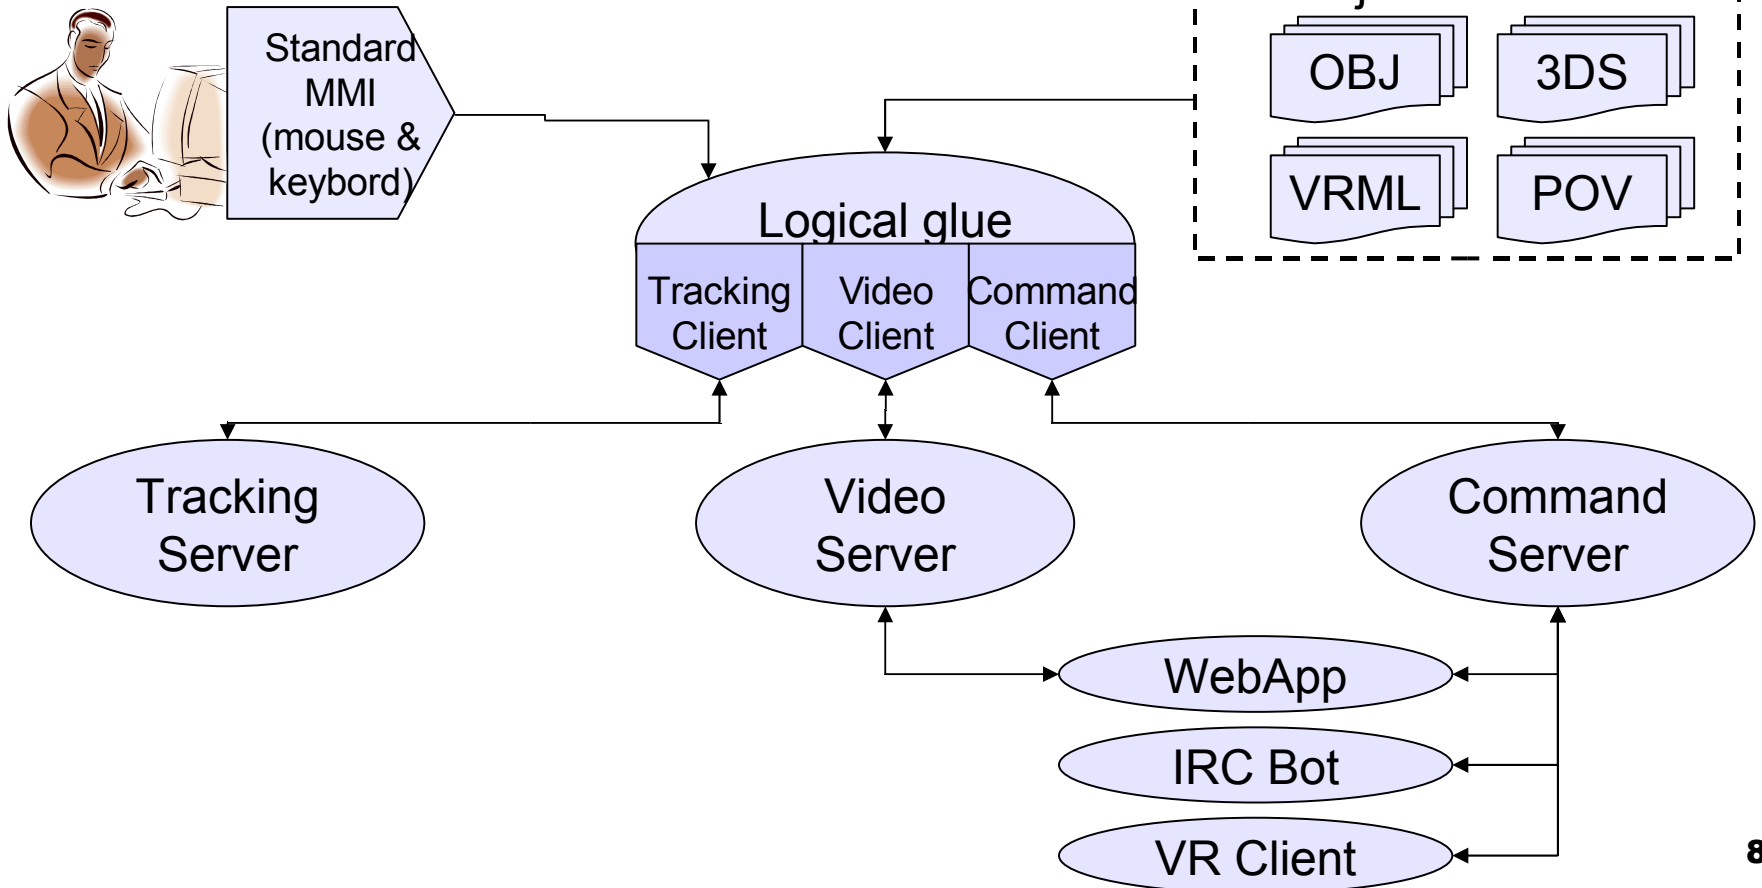 Standard
MMI
(mouse &
keybord)
OBJ
3DS
VRML
POV
Logical glue
Tracking
Client
Video
Client
Command
Client
Tracking
Server
Video
Server
Command
Server
WebApp
IRC Bot
VR Client
8